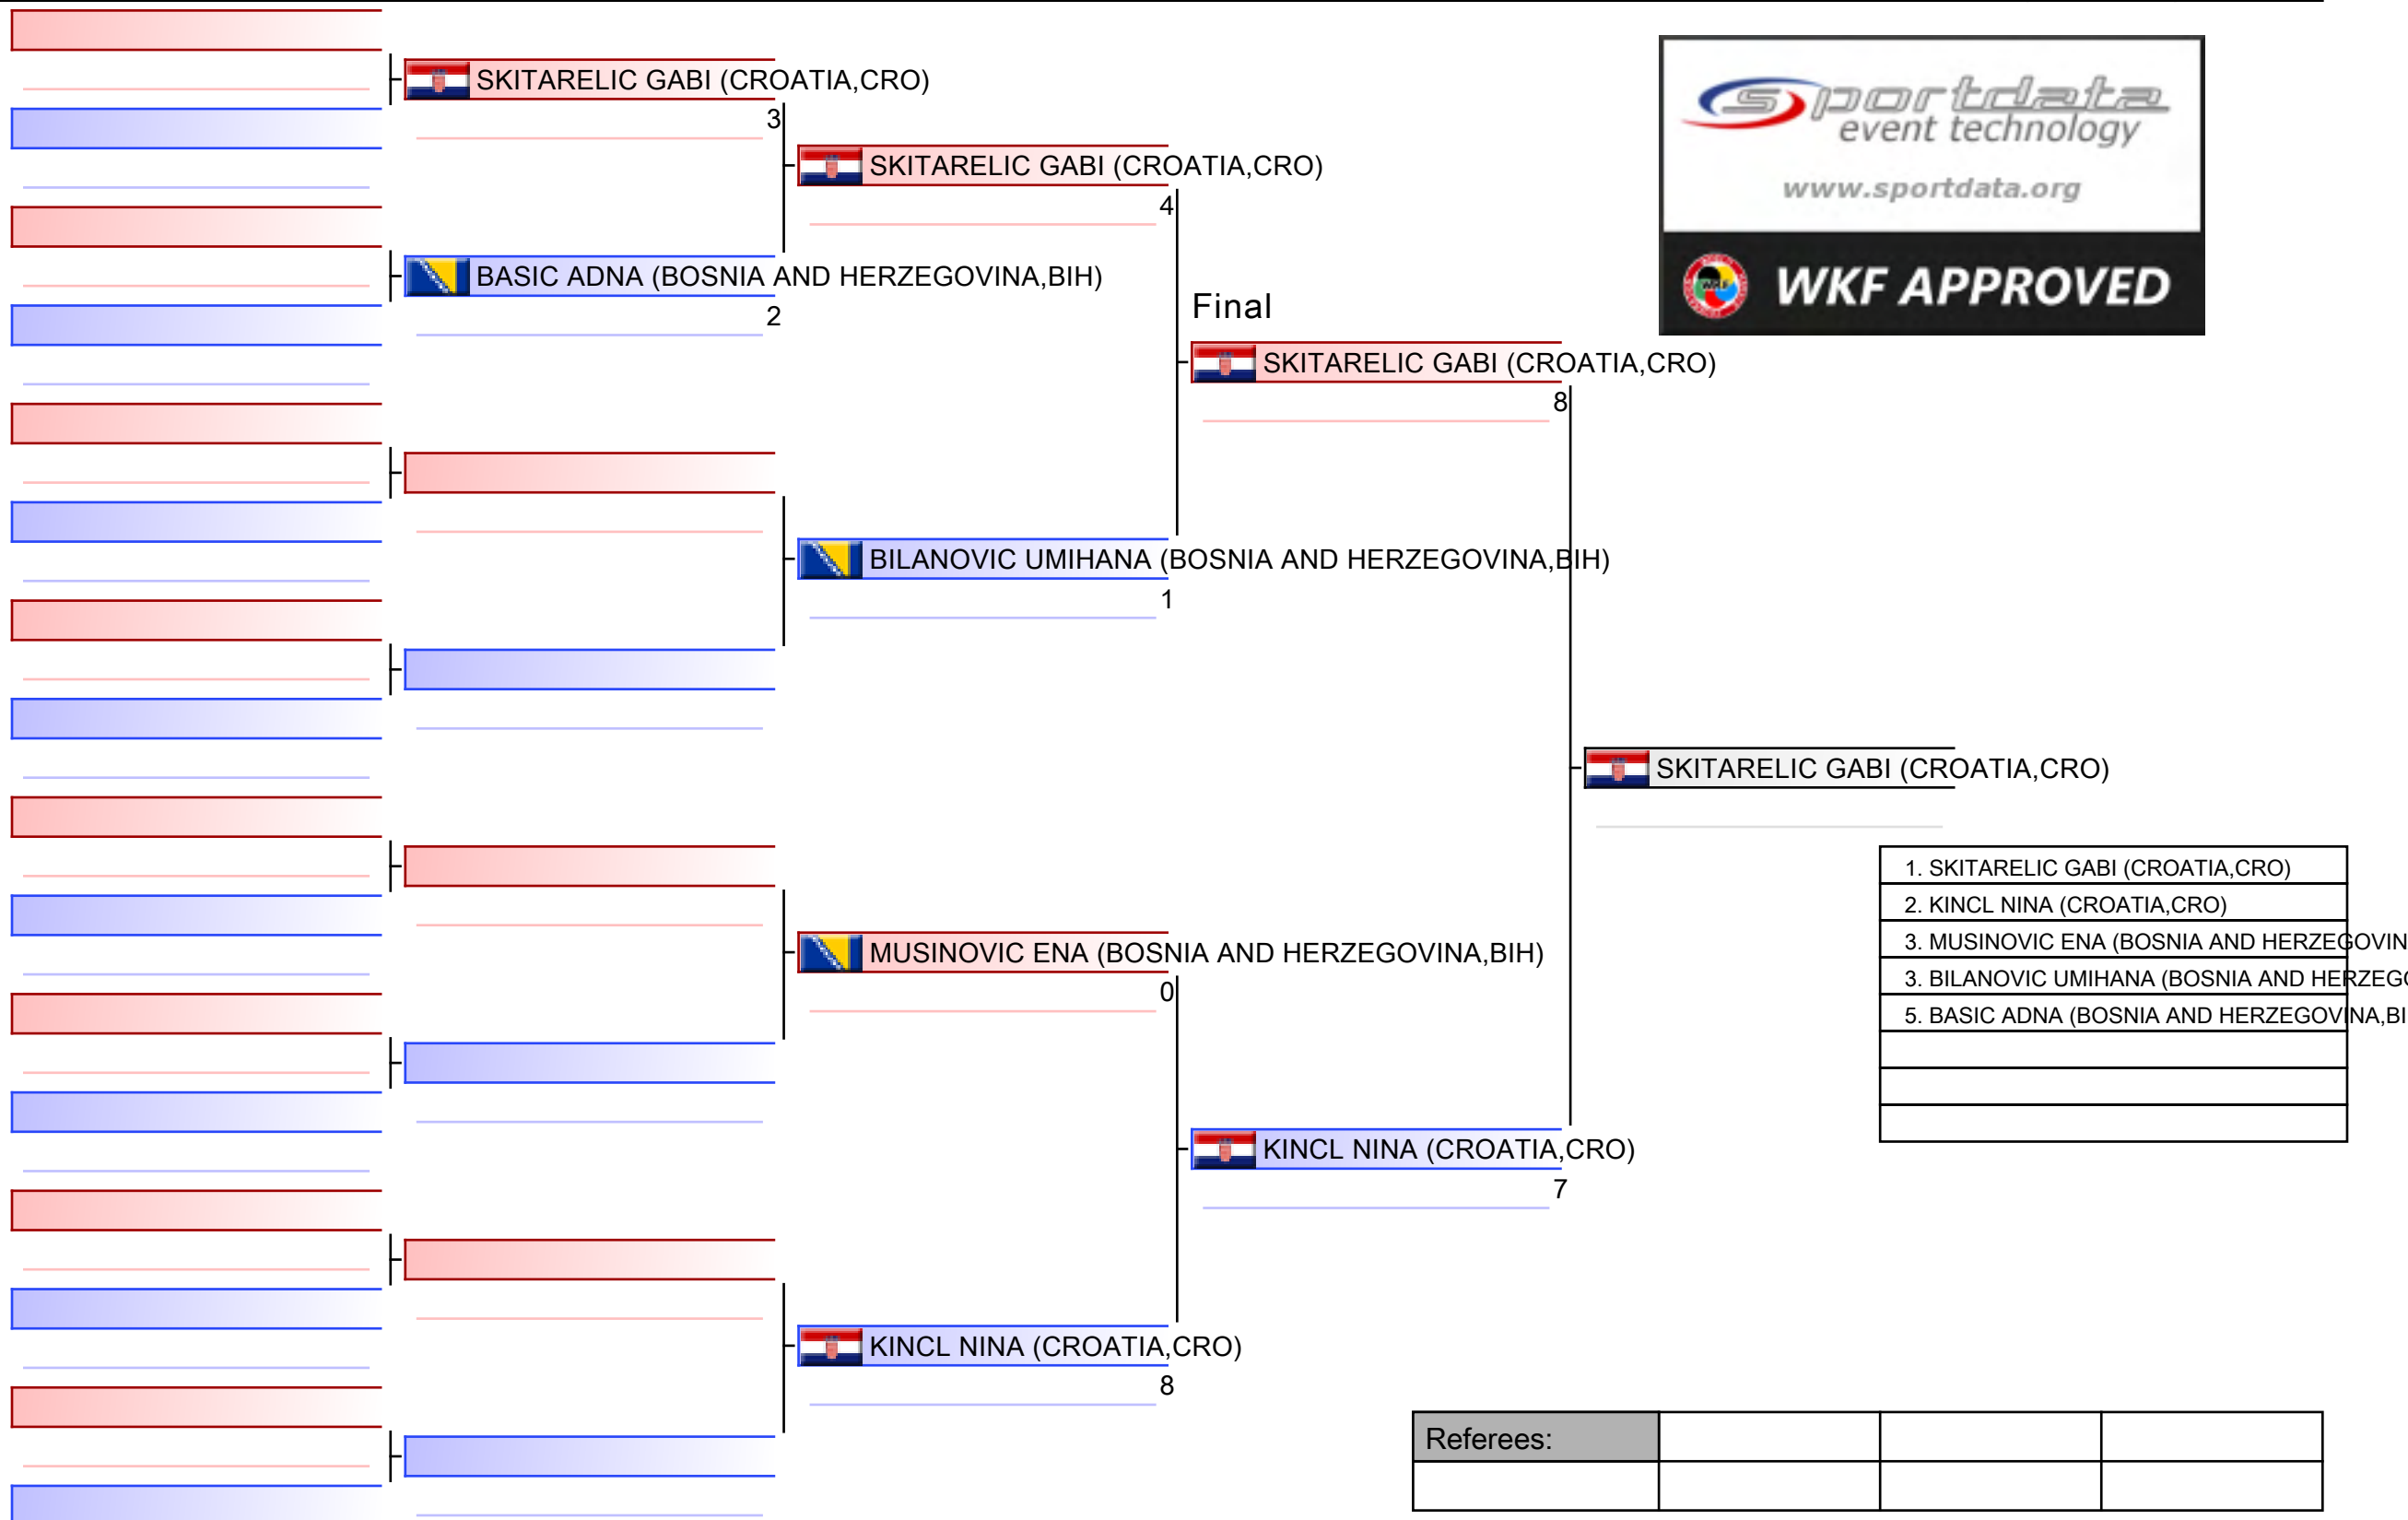 SKITARELIC GABI (CROATIA,CRO)
3
BASIC ADNA (BOSNIA AND HERZEGOVINA,BIH)
2
SKITARELIC GABI (CROATIA,CRO)
4
BILANOVIC UMIHANA (BOSNIA AND HERZEGOVINA,BIH)
1
MUSINOVIC ENA (BOSNIA AND HERZEGOVINA,BIH)
0
KINCL NINA (CROATIA,CRO)
8
Final
SKITARELIC GABI (CROATIA,CRO)
8
KINCL NINA (CROATIA,CRO)
7
SKITARELIC GABI (CROATIA,CRO)
sportdata
event technology
www.sportdata.org
WKF APPROVED
1. SKITARELIC GABI (CROATIA,CRO)
2. KINCL NINA (CROATIA,CRO)
3. MUSINOVIC ENA (BOSNIA AND HERZEGOVIN
3. BILANOVIC UMIHANA (BOSNIA AND HERZEG
5. BASIC ADNA (BOSNIA AND HERZEGOVINA,BI
Referees: